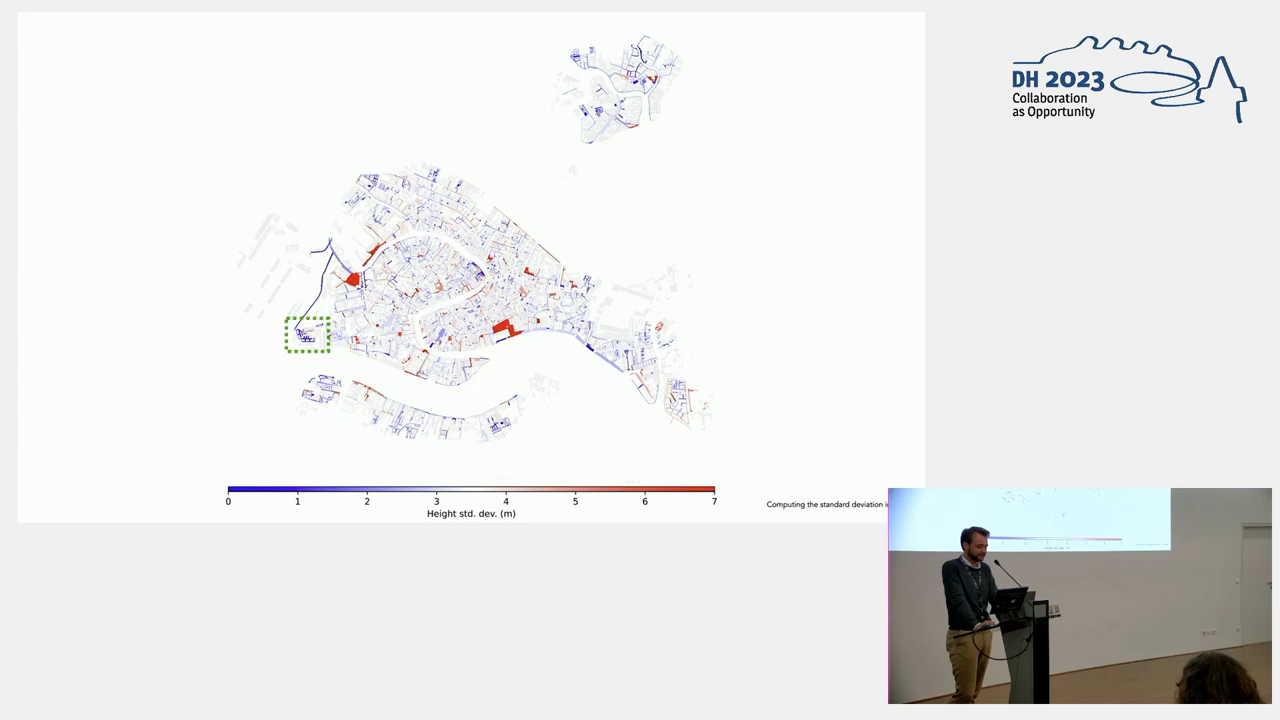 DH 2023
Collaboration
as Opportunity
0 1 2 3 4 5 6 7
Height std. dev. (m)
Computing the standard deviation i